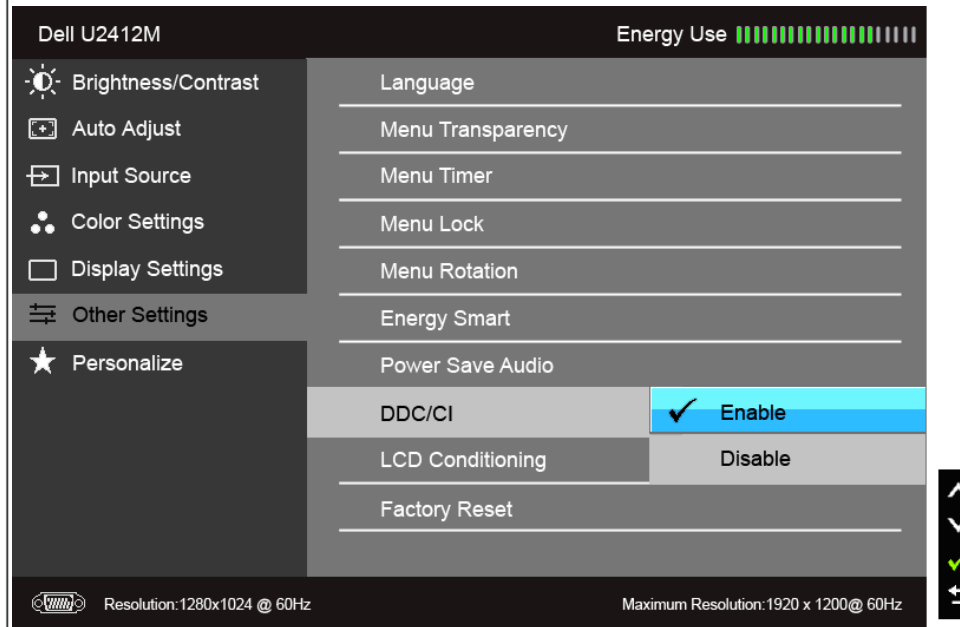 Dell U2412M Energy Use
Brightness/Contrast Language
Auto Adjust Menu Transparency
Input Source Menu Timer
Color Settings Menu Lock
Display Settings Menu Rotation
Other Settings Energy Smart
Personalize Power Save Audio
DDC/CI Enable
LCD Conditioning Disable
Factory Reset
Resolution:1280x1024 @ 60Hz Maximum Resolution:1920 x 1200@ 60Hz